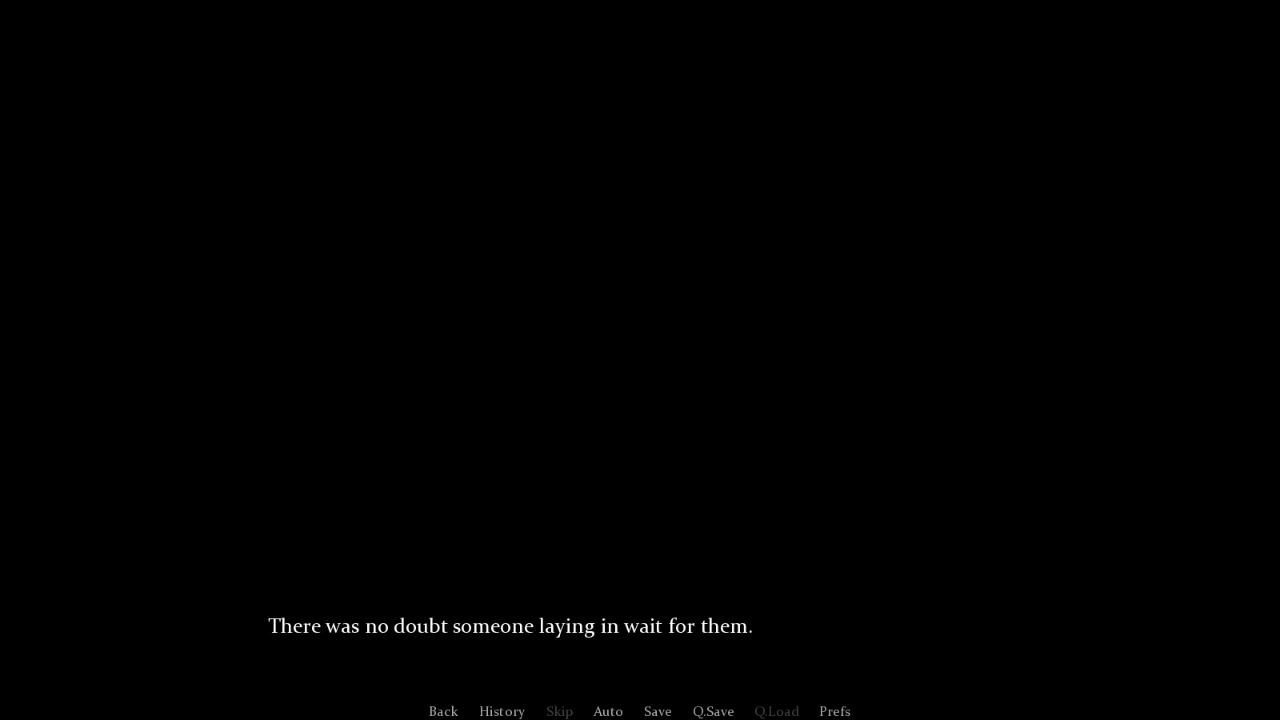 There was no doubt someone laying in wait for them.
Back History Skip Auto Save Q.Save Q.Load Prefs